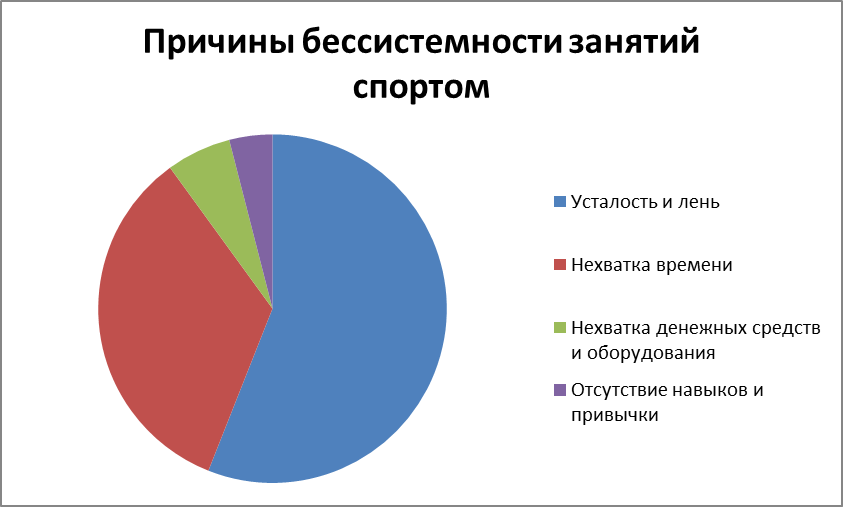 Причины бессистемности занятий
спортом
Усталость и лень
Нехватка времени
Нехватка денежных средств
и оборудования
Отсутствие навыков и
привычки